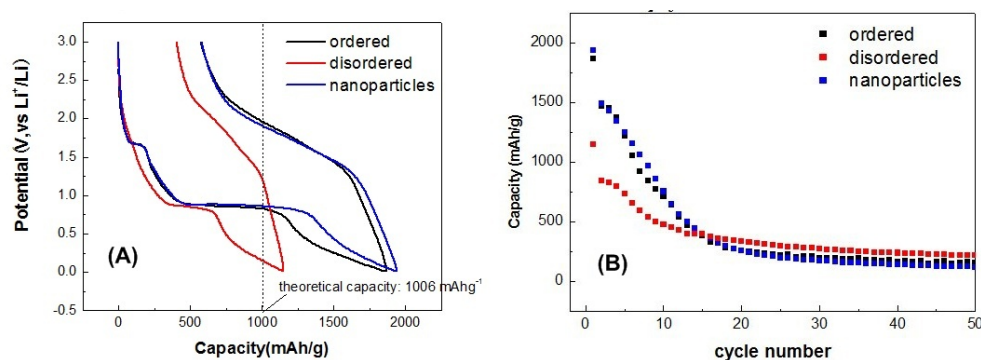 3.0
2.5
2.0
1.5
1.0
0.5
0.0
-0.5
Potential (V,vs Li⁺/Li)
ordered
disordered
nanoparticles
(A)
theoretical capacity: 1006 mAhg⁻¹
0 500 1000 1500 2000
Capacity(mAh/g)
2000
1500
1000
500
0
Capacity (mAh/g)
ordered
disordered
nanoparticles
(B)
0 10 20 30 40 50
cycle number